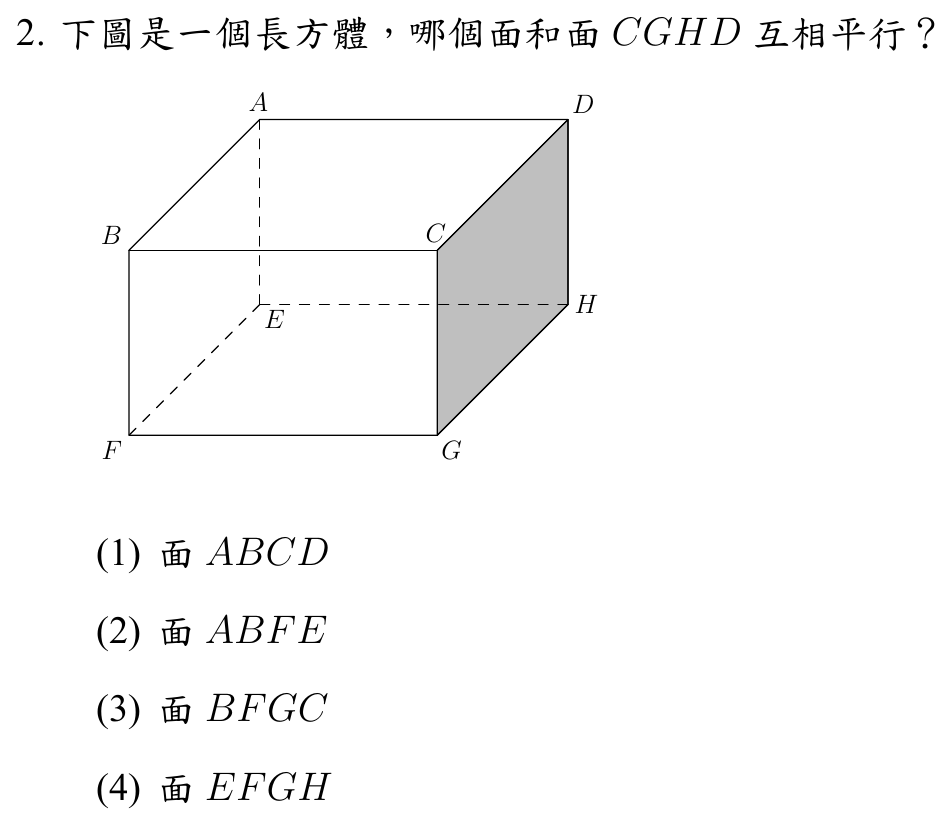 2. 下圖是一個長方體，哪個面和面 CGHD 互相平行？
A
D
B
C
E
H
F
G
(1) 面 ABCD
(2) 面 ABFE
(3) 面 BFGC
(4) 面 EFGH